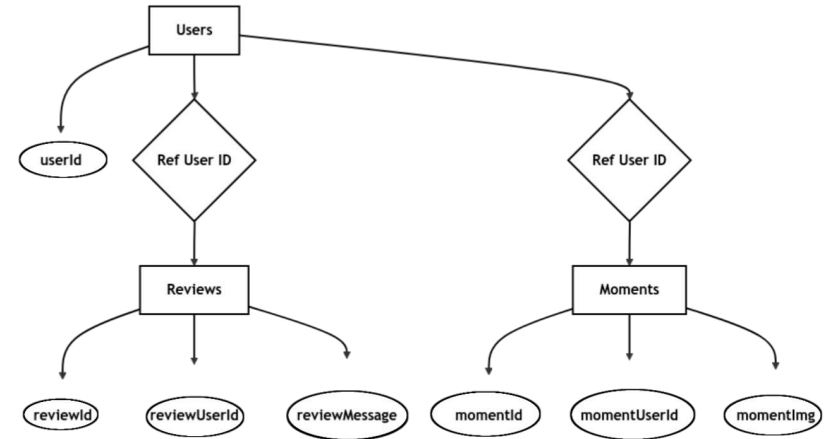 Users
userId
Ref User ID
Ref User ID
Reviews
Moments
reviewId
reviewUserId
reviewMessage
momentId
momentUserId
momentImg